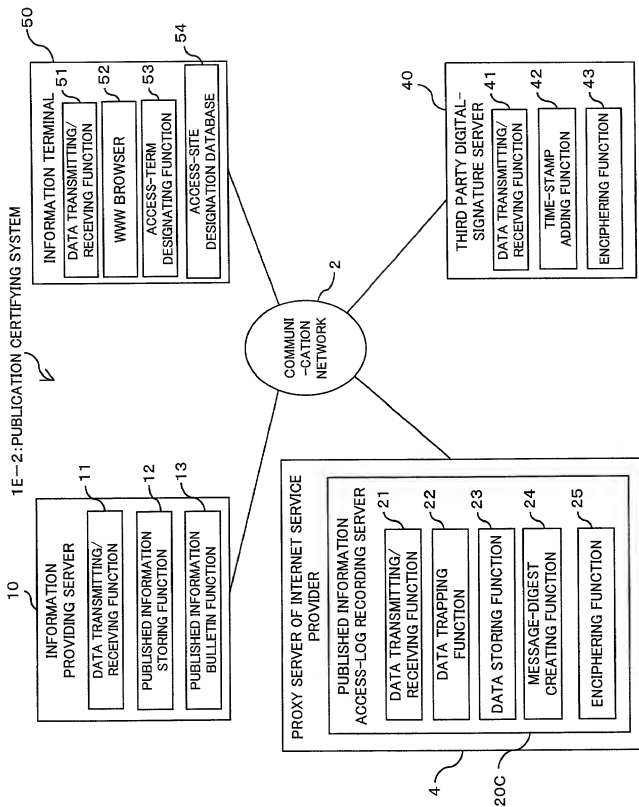 1E-2:PUBLICATION CERTIFYING SYSTEM
10
INFORMATION
PROVIDING SERVER
11
DATA TRANSMITTING/
RECEIVING FUNCTION
12
PUBLISHED INFORMATION
STORING FUNCTION
13
PUBLISHED INFORMATION
BULLETIN FUNCTION
50
INFORMATION TERMINAL
51
DATA TRANSMITTING/
RECEIVING FUNCTION
52
WWW BROWSER
53
ACCESS-TERM
DESIGNATING FUNCTION
54
ACCESS-SITE
DESIGNATION DATABASE
2
COMMUNI
-CATION
NETWORK
PROXY SERVER OF INTERNET SERVICE
PROVIDER
PUBLISHED INFORMATION
ACCESS-LOG RECORDING SERVER
21
DATA TRANSMITTING/
RECEIVING FUNCTION
22
DATA TRAPPING
FUNCTION
23
DATA STORING FUNCTION
24
MESSAGE-DIGEST
CREATING FUNCTION
25
ENCIPHERING FUNCTION
4
20C
40
THIRD PARTY DIGITAL-
SIGNATURE SERVER
41
DATA TRANSMITTING/
RECEIVING FUNCTION
42
TIME-STAMP
ADDING FUNCTION
43
ENCIPHERING FUNCTION